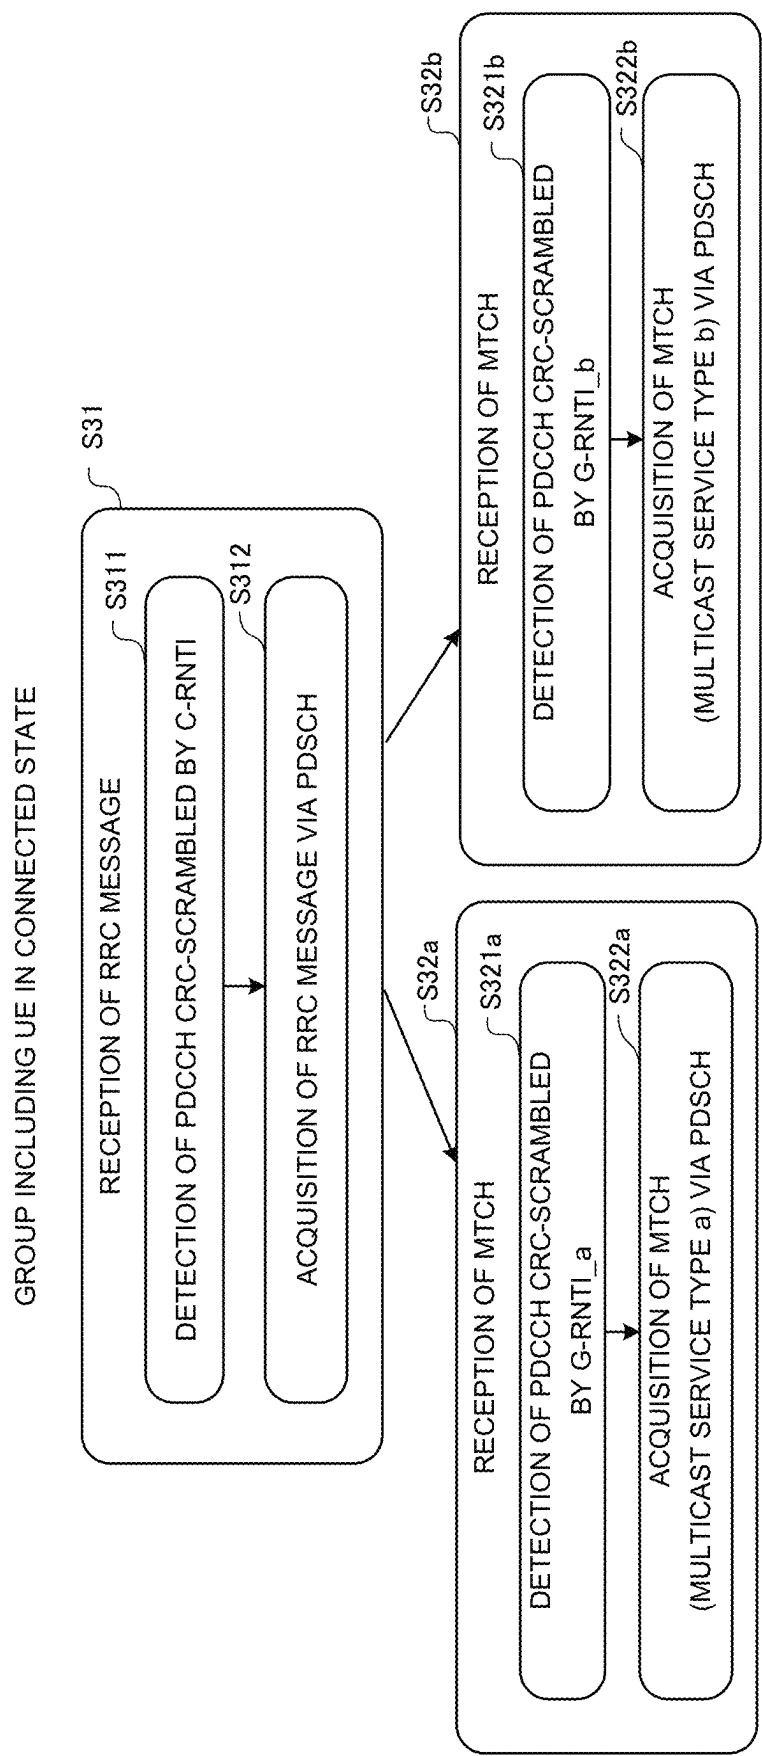 GROUP INCLUDING UE IN CONNECTED STATE
S31
RECEPTION OF RRC MESSAGE
S311
DETECTION OF PDCCH CRC-SCRAMBLED BY C-RNTI
S312
ACQUISITION OF RRC MESSAGE VIA PDSCH
S32a
RECEPTION OF MTCH
S321a
DETECTION OF PDCCH CRC-SCRAMBLED
BY G-RNTI_a
S322a
ACQUISITION OF MTCH
(MULTICAST SERVICE TYPE a) VIA PDSCH
S32b
RECEPTION OF MTCH
S321b
DETECTION OF PDCCH CRC-SCRAMBLED
BY G-RNTI_b
S322b
ACQUISITION OF MTCH
(MULTICAST SERVICE TYPE b) VIA PDSCH